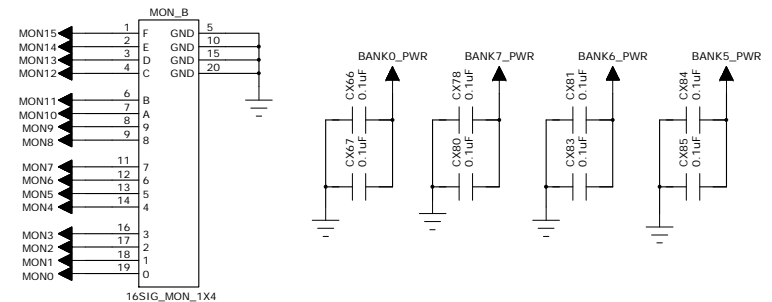 MON_B
MON15 1 F GND 5
MON14 2 E GND 10
MON13 3 D GND 15
MON12 4 C GND 20
MON11 6 B
MON10 7 A
MON9 8 9
MON8 9 8
MON7 11 7
MON6 12 6
MON5 13 5
MON4 14 4
MON3 16 3
MON2 17 2
MON1 18 1
MON0 19 0
16SIG_MON_1X4
BANK0_PWR BANK7_PWR BANK6_PWR BANK5_PWR
CX66 0.1uF CX78 0.1uF CX81 0.1uF CX84 0.1uF
CX67 0.1uF CX80 0.1uF CX83 0.1uF CX85 0.1uF